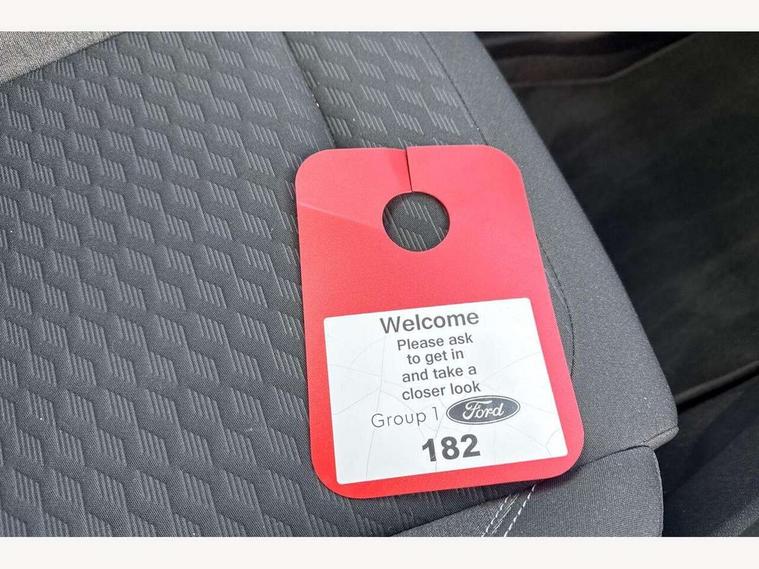 Welcome
Please ask
to get in
and take a
closer look
Group 1 Ford
182